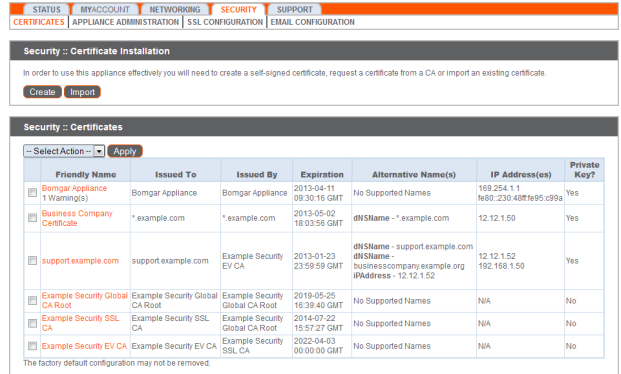 STATUS MYACCOUNT NETWORKING SECURITY SUPPORT
CERTIFICATES APPLIANCE ADMINISTRATION SSL CONFIGURATION EMAIL CONFIGURATION
Security :: Certificate Installation
In order to use this appliance effectively you will need to create a self-signed certificate, request a certificate from a CA or import an existing certificate.
Create Import
Security :: Certificates
-- Select Action -- Apply
Friendly Name Issued To Issued By Expiration Alternative Name(s) IP Address(es) Private Key?
Bomgar Appliance Bomgar Appliance Bomgar Appliance 2013-04-11 No Supported Names 169.254.1.1 Yes
1 Warning(s) 09:30:16 GMT fe80::230:48ff:fe95:c99a
Business Company *.example.com *.example.com 2013-05-02 dNSName - *.example.com 12.12.1.50 Yes
Certificate 18:03:56 GMT
support.example.com support.example.com Example Security 2013-01-23 dNSName - support.example.com 12.12.1.52 Yes
EV CA 23:59:59 GMT dNSName - 192.168.1.50
businesscompany.example.org
iPAddress - 12.12.1.52
Example Security Global Example Security Global Example Security 2019-05-25 No Supported Names N/A No
CA Root CA Root Global CA Root 16:39:40 GMT
Example Security SSL Example Security SSL Example Security 2014-07-22 No Supported Names N/A No
CA CA Global CA Root 15:57:27 GMT
Example Security EV CA Example Security EV CA Example Security 2022-04-03 No Supported Names N/A No
SSL CA 00:00:00 GMT
The factory default configuration may not be removed.